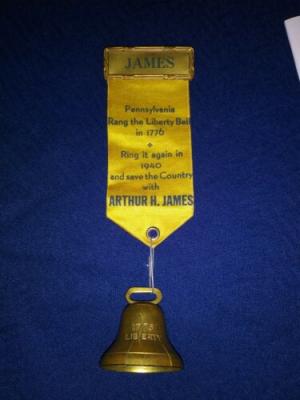 JAMES
Pennsylvania
Rang the Liberty Bell
in 1776
Ring it again in
1940
and save the Country
with
ARTHUR H. JAMES
1776
LIBERTY